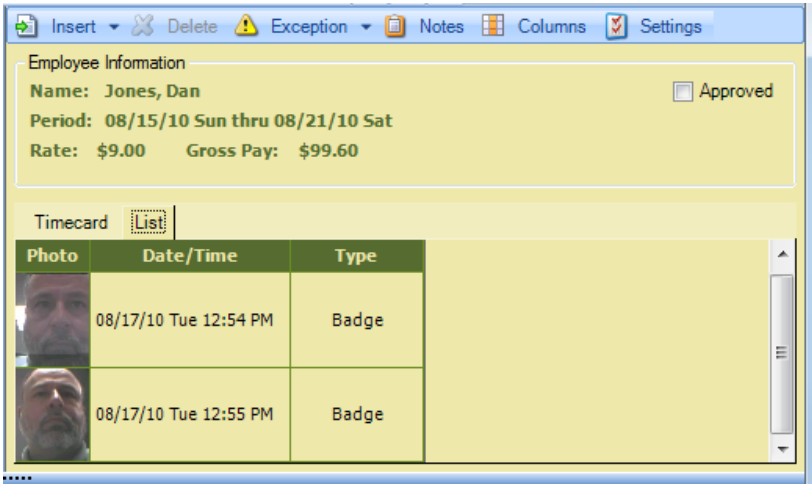 Insert Delete Exception Notes Columns Settings
Employee Information
Name: Jones, Dan
Approved
Period: 08/15/10 Sun thru 08/21/10 Sat
Rate: $9.00 Gross Pay: $99.60
Timecard List
Photo Date/Time Type
08/17/10 Tue 12:54 PM Badge
08/17/10 Tue 12:55 PM Badge